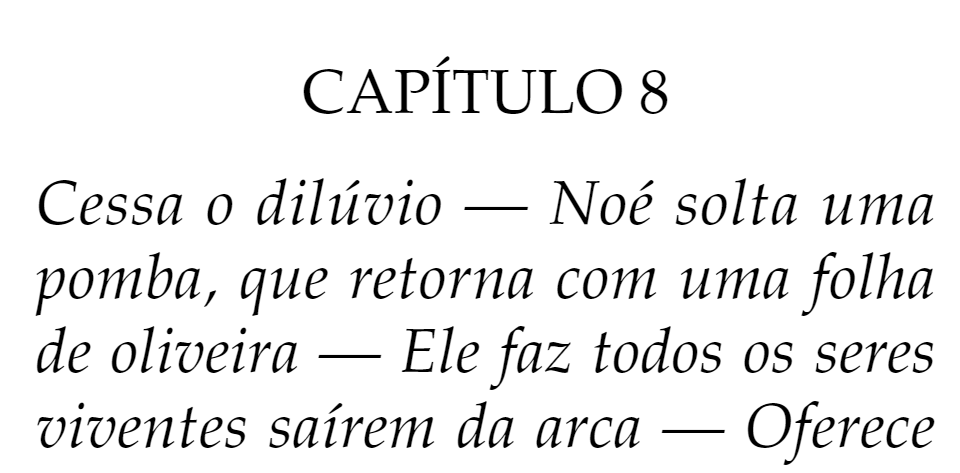 CAPÍTULO 8
Cessa o dilúvio — Noé solta uma
pomba, que retorna com uma folha
de oliveira — Ele faz todos os seres
viventes saírem da arca — Oferece